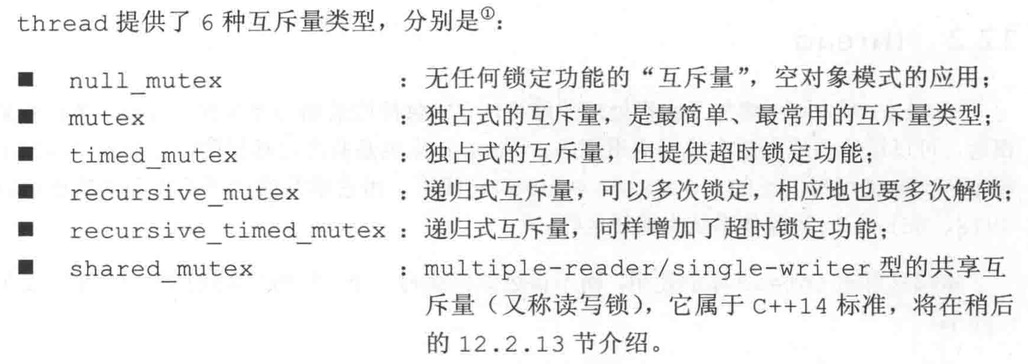 thread 提供了 6 种互斥量类型，分别是①：
■ null_mutex ：无任何锁定功能的“互斥量”，空对象模式的应用；
■ mutex ：独占式的互斥量，是最简单、最常用的互斥量类型；
■ timed_mutex ：独占式的互斥量，但提供超时锁定功能；
■ recursive_mutex ：递归式互斥量，可以多次锁定，相应地也要多次解锁；
■ recursive_timed_mutex ：递归式互斥量，同样增加了超时锁定功能；
■ shared_mutex ：multiple-reader/single-writer 型的共享互
斥量（又称读写锁），它属于 C++14 标准，将在稍后
的 12.2.13 节介绍。